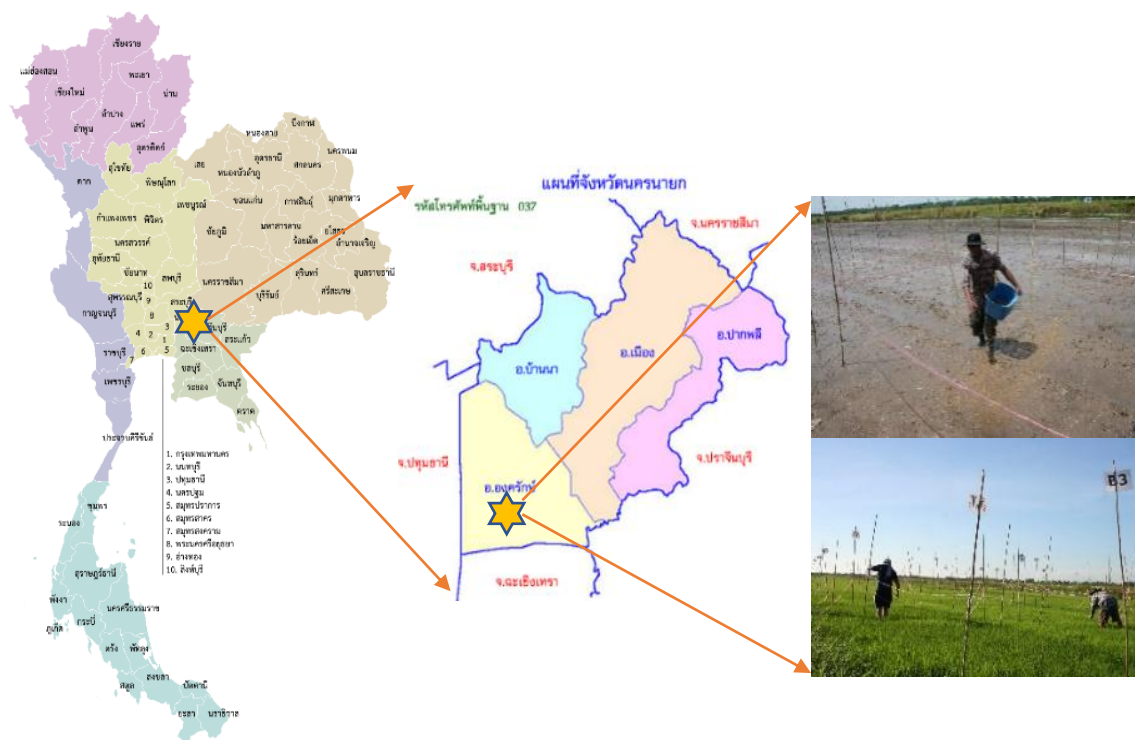 เชียงราย
แม่ฮ่องสอน
พะเยา
เชียงใหม่
น่าน
ลำปาง
แพร่
ลำพูน
อุตรดิตถ์
บึงกาฬ
หนองคาย
สุโขทัย
เลย
อุดรธานี
นครพนม
หนองบัวลำภู
สกลนคร
ตาก
พิษณุโลก
เพชรบูรณ์
ขอนแก่น
กาฬสินธุ์
มุกดาหาร
กำแพงเพชร
พิจิตร
มหาสารคาม
ชัยภูมิ
ร้อยเอ็ด
ยโสธร
อำนาจเจริญ
นครสวรรค์
อุทัยธานี
ชัยนาท
ลพบุรี
สุรินทร์
อุบลราชธานี
นครราชสีมา
บุรีรัมย์
ศรีสะเกษ
10
สุพรรณบุรี
9
สระบุรี
กาญจนบุรี
8
3
4
2
1
สระแก้ว
ราชบุรี
6
5
ฉะเชิงเทรา
7
ชลบุรี
เพชรบุรี
ระยอง
จันทบุรี
ตราด
ประจวบคีรีขันธ์
1. กรุงเทพมหานคร
2. นนทบุรี
3. ปทุมธานี
4. นครปฐม
5. สมุทรปราการ
6. สมุทรสาคร
7. สมุทรสงคราม
8. พระนครศรีอยุธยา
9. อ่างทอง
10. สิงห์บุรี
ชุมพร
ระนอง
สุราษฎร์ธานี
พังงา
นครศรีธรรมราช
กระบี่
ภูเก็ต
ตรัง
พัทลุง
สงขลา
สตูล
ปัตตานี
ยะลา
นราธิวาส
แผนที่จังหวัดนครนายก
รหัสโทรศัพท์พื้นฐาน 037
จ.นครราชสีมา
จ.สระบุรี
อ.ปากพลี
อ.เมือง
อ.บ้านนา
จ.ปทุมธานี
จ.ปราจีนบุรี
อ.องครักษ์
จ.ฉะเชิงเทรา
B3